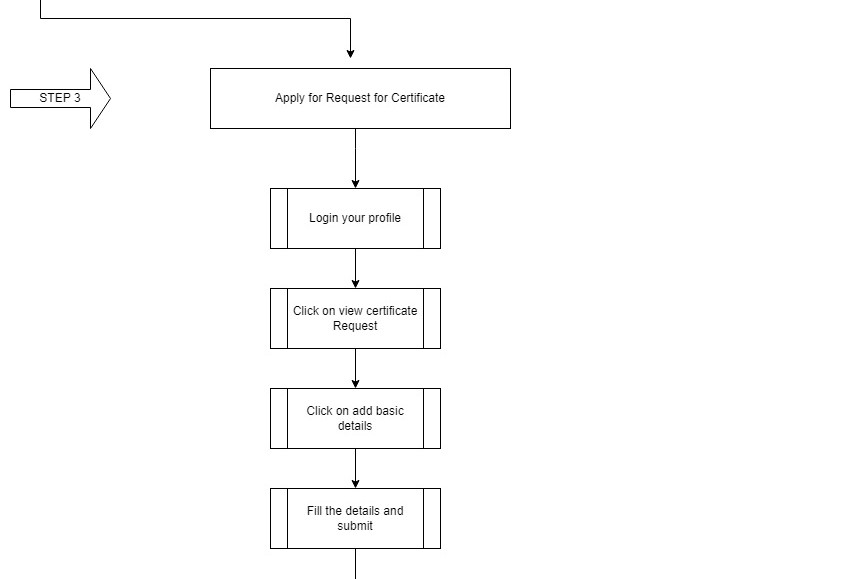 STEP 3
Apply for Request for Certificate
Login your profile
Click on view certificate
Request
Click on add basic
details
Fill the details and
submit